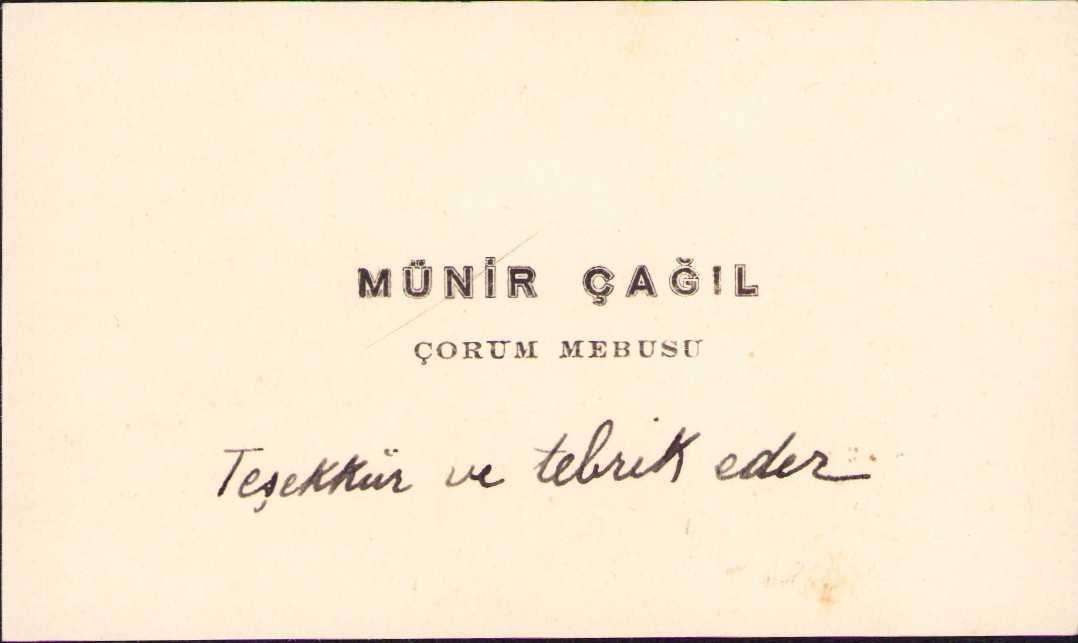 MÜNİR ÇAĞIL
ÇORUM MEBUSU
Teşekkür ve tebrik eder